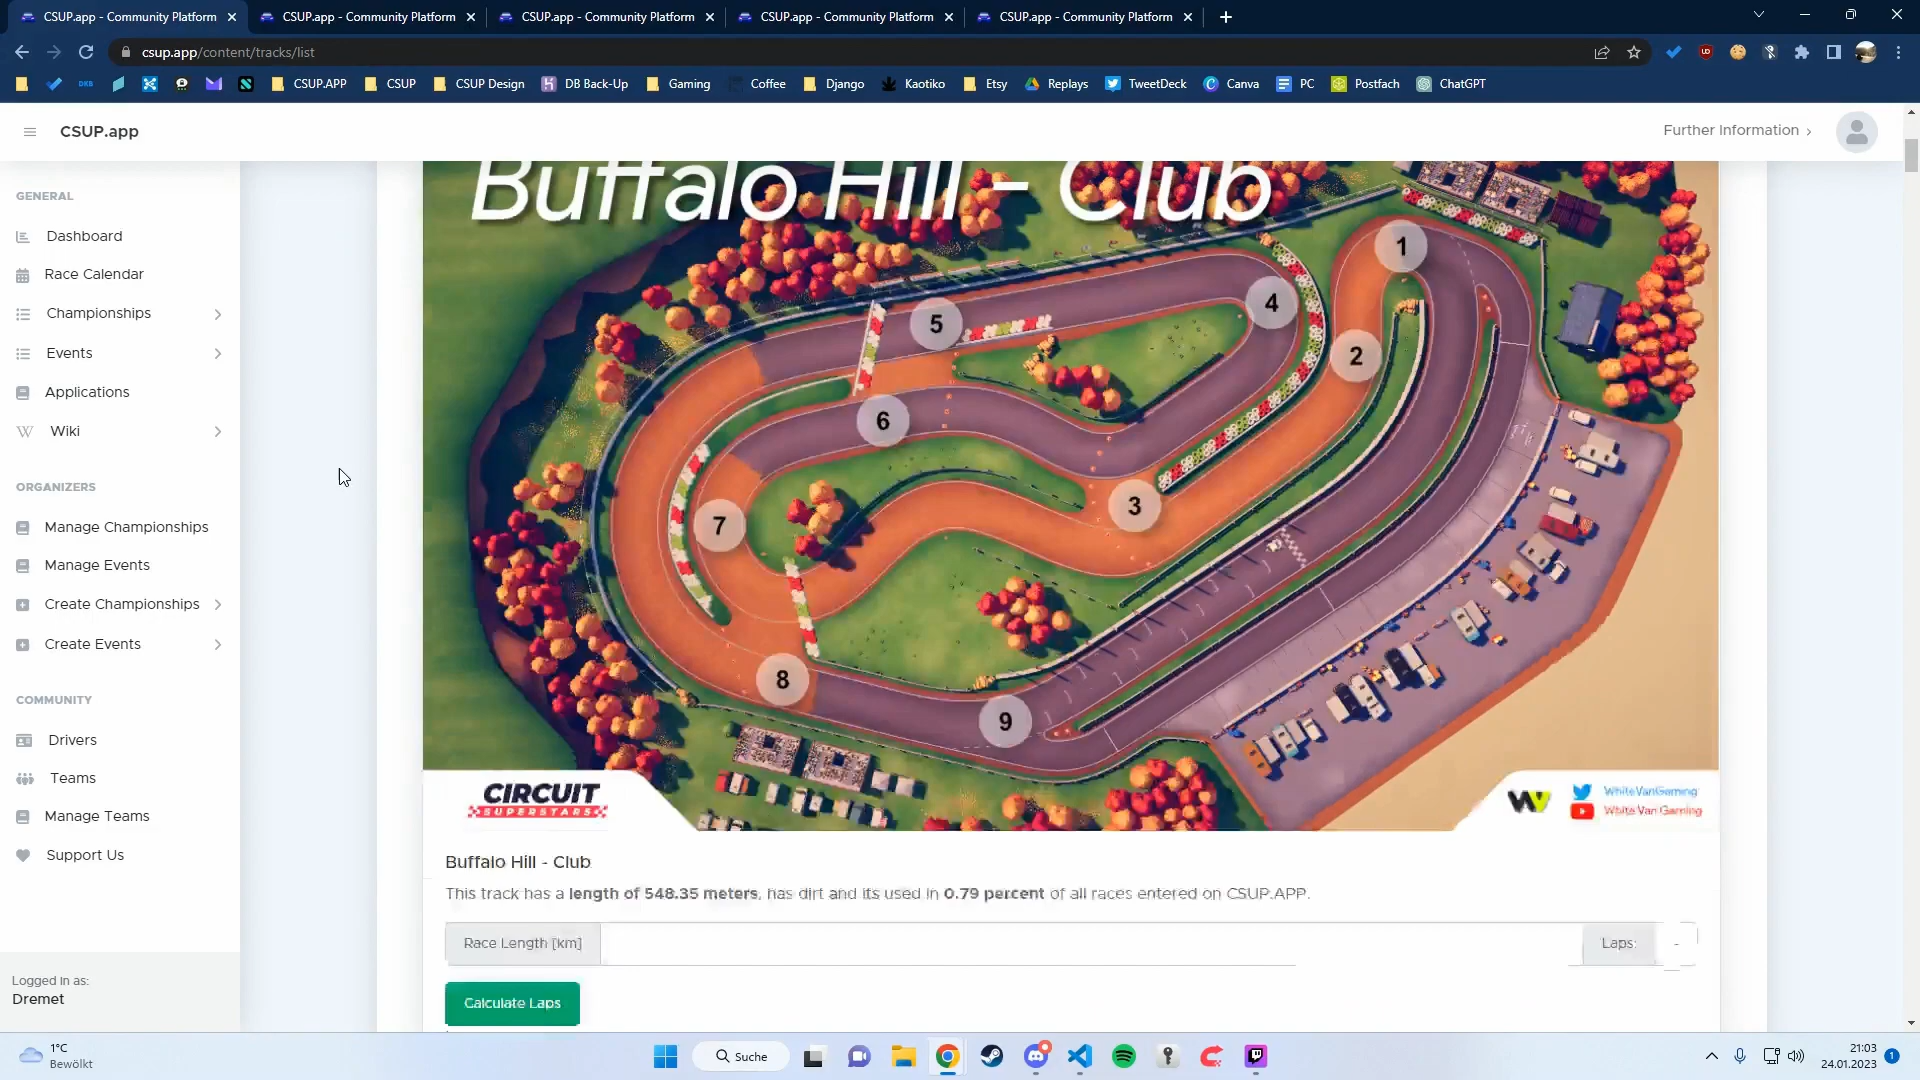 CSUP.app - Community Platform CSUP.app - Community Platform CSUP.app - Community Platform CSUP.app - Community Platform CSUP.app - Community Platform
csup.app/content/tracks/list
DKB CSUP.APP CSUP CSUP Design DB Back-Up Gaming Coffee Django Kaotiko Etsy Replays TweetDeck Canva PC Postfach ChatGPT
CSUP.app
Further Information
GENERAL
Dashboard
Race Calendar
Championships
Events
Applications
Wiki
ORGANIZERS
Manage Championships
Manage Events
Create Championships
Create Events
COMMUNITY
Drivers
Teams
Manage Teams
Support Us
Logged in as:
Dremet
Buffalo Hill - Club
1
2
3
4
5
6
7
8
9
CIRCUIT
SUPERSTARS
WhiteVanGaming
White Van Gaming
Buffalo Hill - Club
This track has a length of 548.35 meters, has dirt and its used in 0.79 percent of all races entered on CSUP.APP.
Race Length [km]
Laps:
-
Calculate Laps
1°C
Bewölkt
Suche
21:03
24.01.2023
1